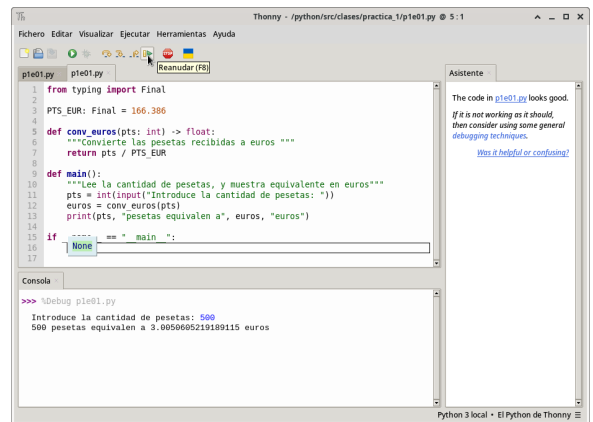 Thonny - /python/src/clases/practica_1/p1e01.py @ 5 : 1
Fichero Editar Visualizar Ejecutar Herramientas Ayuda
Reanudar (F8)
p1e01.py
p1e01.py
1 from typing import Final
2
3 PTS_EUR: Final = 166.386
4
5 def conv_euros(pts: int) -> float:
6 """Convierte las pesetas recibidas a euros """
7 return pts / PTS_EUR
8
9 def main():
10 """Lee la cantidad de pesetas, y muestra equivalente en euros"""
11 pts = int(input("Introduce la cantidad de pesetas: "))
12 euros = conv_euros(pts)
13 print(pts, "pesetas equivalen a", euros, "euros")
14
15 if == "__main__":
None
16
17
Asistente
The code in p1e01.py looks good.
If it is not working as it should,
then consider using some general
debugging techniques.
Was it helpful or confusing?
Consola
>>> %Debug p1e01.py
Introduce la cantidad de pesetas: 500
500 pesetas equivalen a 3.0050605219189115 euros
Python 3 local • El Python de Thonny ☰